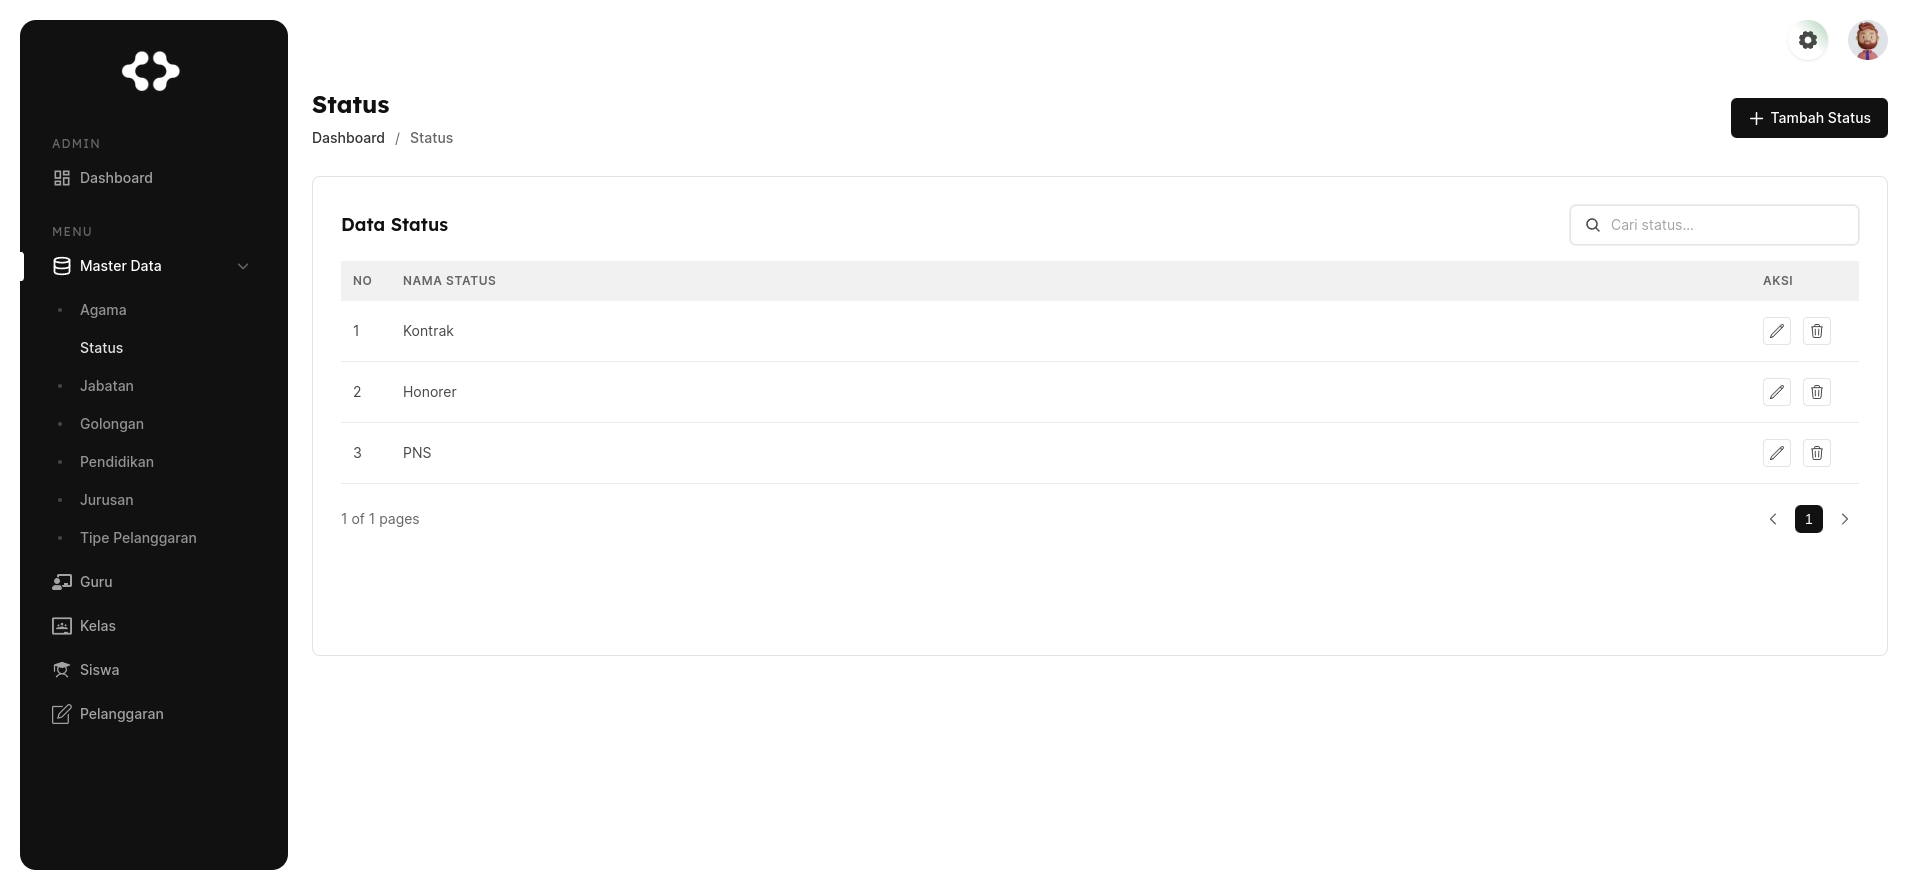 ADMIN
Dashboard
MENU
Master Data
Agama
Status
Jabatan
Golongan
Pendidikan
Jurusan
Tipe Pelanggaran
Guru
Kelas
Siswa
Pelanggaran
Status
Dashboard / Status
+ Tambah Status
Data Status
Cari status...
NO NAMA STATUS AKSI
1 Kontrak
2 Honorer
3 PNS
1 of 1 pages
1